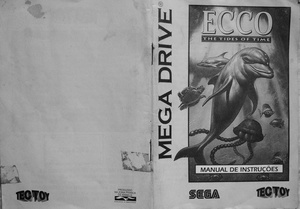 TECTOY
MEGA DRIVE
ECCO
THE TIDES OF TIME
MANUAL DE INSTRUÇÕES
SEGA
TECTOY